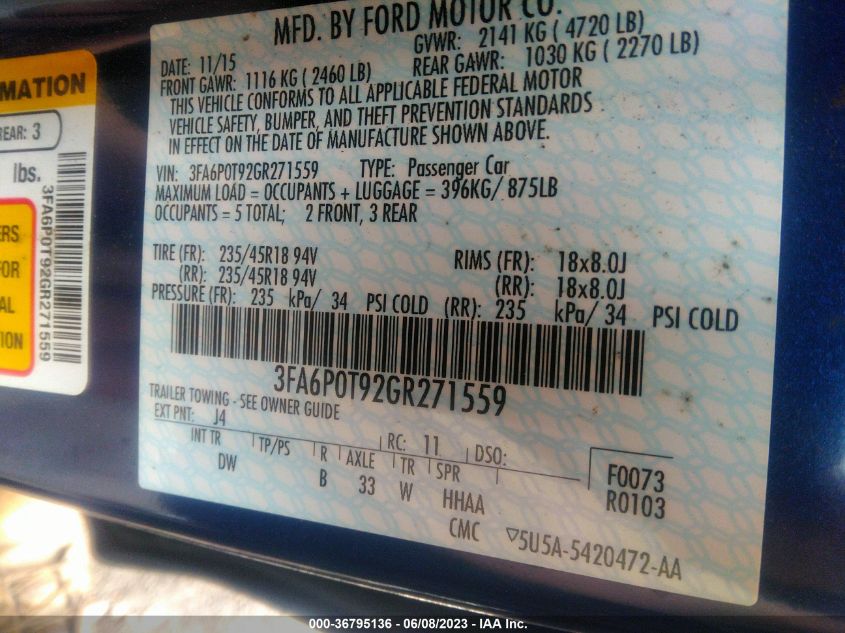 MFD. BY FORD MOTOR CO.
DATE: 11/15
GVWR: 2141 KG ( 4720 LB)
FRONT GAWR: 1116 KG ( 2460 LB)
REAR GAWR: 1030 KG ( 2270 LB)
THIS VEHICLE CONFORMS TO ALL APPLICABLE FEDERAL MOTOR
VEHICLE SAFETY, BUMPER, AND THEFT PREVENTION STANDARDS
IN EFFECT ON THE DATE OF MANUFACTURE SHOWN ABOVE.
VIN: 3FA6P0T92GR271559 TYPE: Passenger Car
MAXIMUM LOAD = OCCUPANTS + LUGGAGE = 396KG/ 875LB
OCCUPANTS = 5 TOTAL; 2 FRONT, 3 REAR
TIRE (FR): 235/45R18 94V RIMS (FR): 18x8.0J
(RR): 235/45R18 94V (RR): 18x8.0J
PRESSURE (FR): 235 kPa/ 34 PSI COLD (RR): 235 kPa/ 34 PSI COLD
3FA6P0T92GR271559
TRAILER TOWING - SEE OWNER GUIDE
EXT PNT: J4 RC: 11 DSO:
INT TR TP/PS R AXLE TR SPR
DW B 33 W HHAA
CMC
F0073
R0103
5U5A-5420472-AA
MATION
REAR: 3
lbs.
3FA6P0T92GR271559
ERS
FOR
AL
TION
000-36795136 - 06/08/2023 - IAA Inc.